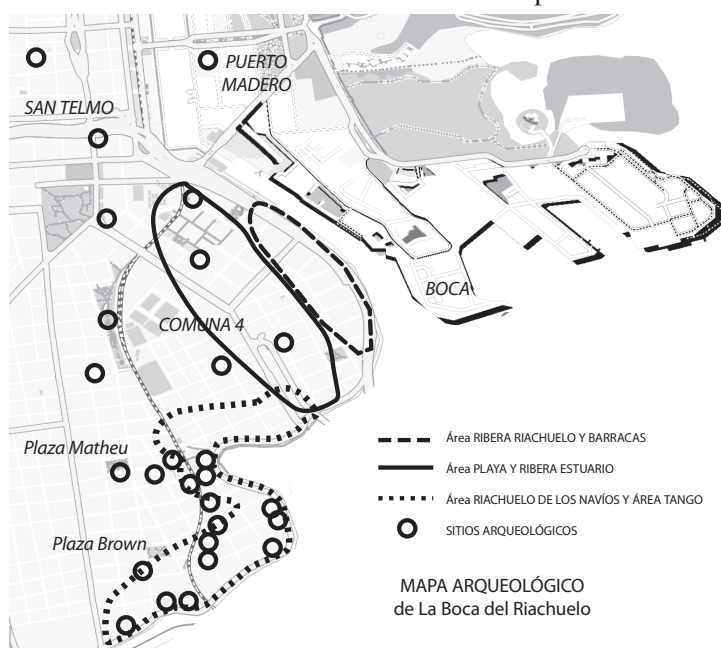 PUERTO
MADERO
SAN TELMO
BOCA
COMUNA 4
Plaza Matheu
Plaza Brown
Área RIBERA RIACHUELO Y BARRACAS
Área PLAYA Y RIBERA ESTUARIO
Área RIACHUELO DE LOS NAVÍOS Y ÁREA TANGO
SITIOS ARQUEOLÓGICOS
MAPA ARQUEOLÓGICO
de La Boca del Riachuelo